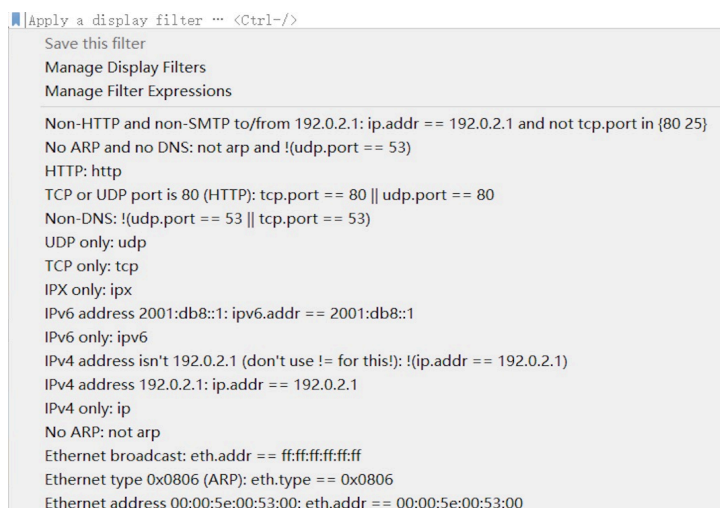 Apply a display filter … <Ctrl-/>
Save this filter
Manage Display Filters
Manage Filter Expressions
Non-HTTP and non-SMTP to/from 192.0.2.1: ip.addr == 192.0.2.1 and not tcp.port in {80 25}
No ARP and no DNS: not arp and !(udp.port == 53)
HTTP: http
TCP or UDP port is 80 (HTTP): tcp.port == 80 || udp.port == 80
Non-DNS: !(udp.port == 53 || tcp.port == 53)
UDP only: udp
TCP only: tcp
IPX only: ipx
IPv6 address 2001:db8::1: ipv6.addr == 2001:db8::1
IPv6 only: ipv6
IPv4 address isn't 192.0.2.1 (don't use != for this!): !(ip.addr == 192.0.2.1)
IPv4 address 192.0.2.1: ip.addr == 192.0.2.1
IPv4 only: ip
No ARP: not arp
Ethernet broadcast: eth.addr == ff:ff:ff:ff:ff:ff
Ethernet type 0x0806 (ARP): eth.type == 0x0806
Ethernet address 00:00:5e:00:53:00: eth.addr == 00:00:5e:00:53:00